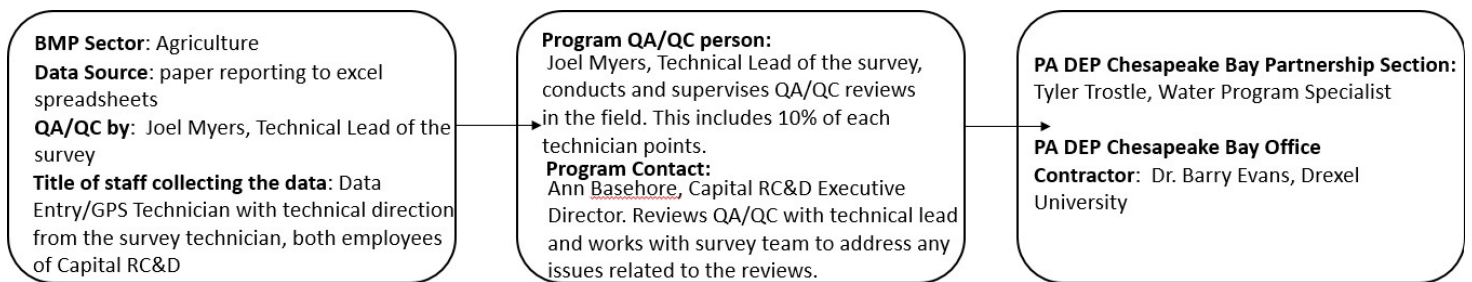 BMP Sector: Agriculture
Data Source: paper reporting to excel
spreadsheets
QA/QC by:  Joel Myers, Technical Lead of the
survey
Title of staff collecting the data: Data
Entry/GPS Technician with technical direction
from the survey technician, both employees
of Capital RC&D
Program QA/QC person:
Joel Myers, Technical Lead of the survey,
conducts and supervises QA/QC reviews
in the field. This includes 10% of each
technician points.
Program Contact:
Ann Basehore, Capital RC&D Executive
Director. Reviews QA/QC with technical lead
and works with survey team to address any
issues related to the reviews.
PA DEP Chesapeake Bay Partnership Section:
Tyler Trostle, Water Program Specialist
PA DEP Chesapeake Bay Office
Contractor:  Dr. Barry Evans, Drexel
University